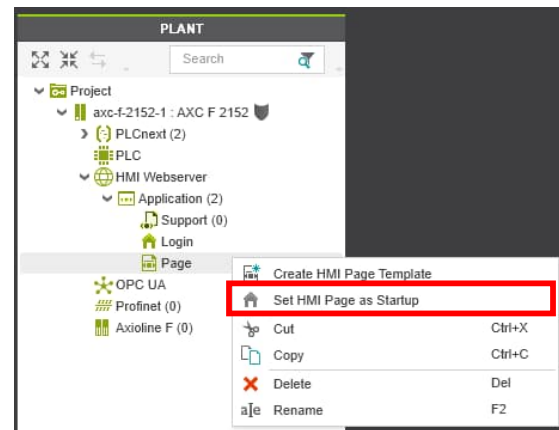 PLANT
Search
Project
axc-f-2152-1 : AXC F 2152
PLCnext (2)
PLC
HMI Webserver
Application (2)
Support (0)
Login
Page
OPC UA
Profinet (0)
Axioline F (0)
Create HMI Page Template
Set HMI Page as Startup
Cut Ctrl+X
Copy Ctrl+C
Delete Del
Rename F2